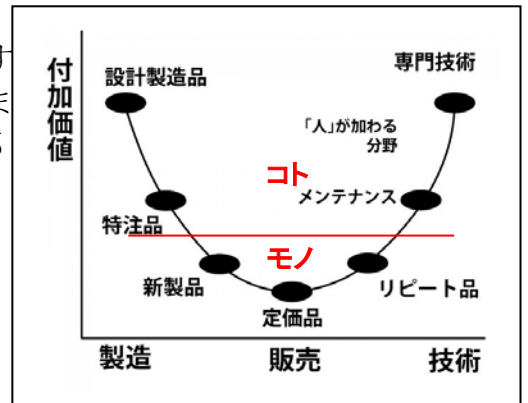 付加価値
設計製造品
専門技術
「人」が加わる
分野
コト
メンテナンス
特注品
モノ
新製品
リピート品
定価品
製造
販売
技術